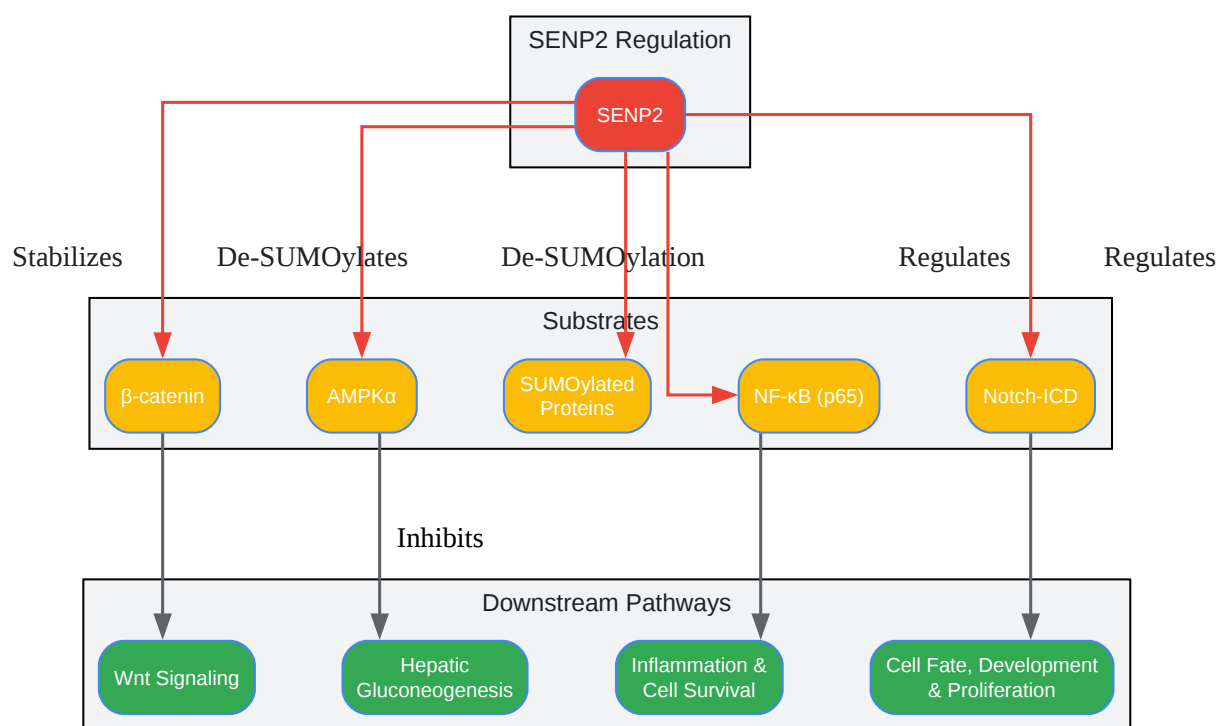 SENP2 Regulation
SENP2
Stabilizes
De-SUMOylates
De-SUMOylation
Regulates
Regulates
Substrates
β-catenin
AMPKα
SUMOylated
Proteins
NF-κB (p65)
Notch-ICD
Inhibits
Downstream Pathways
Wnt Signaling
Hepatic
Gluconeogenesis
Inflammation &
Cell Survival
Cell Fate, Development
& Proliferation